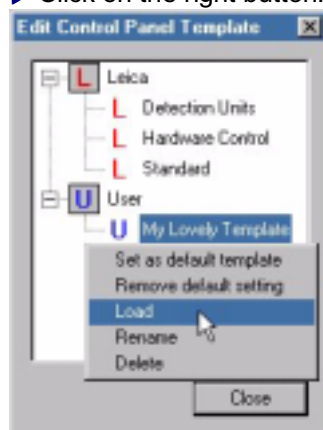 Click on the right button.
Edit Control Panel Template
L Leica
L Detection Units
L Hardware Control
L Standard
U User
U My Lovely Template
Set as default template
Remove default setting
Load
Rename
Delete
Close